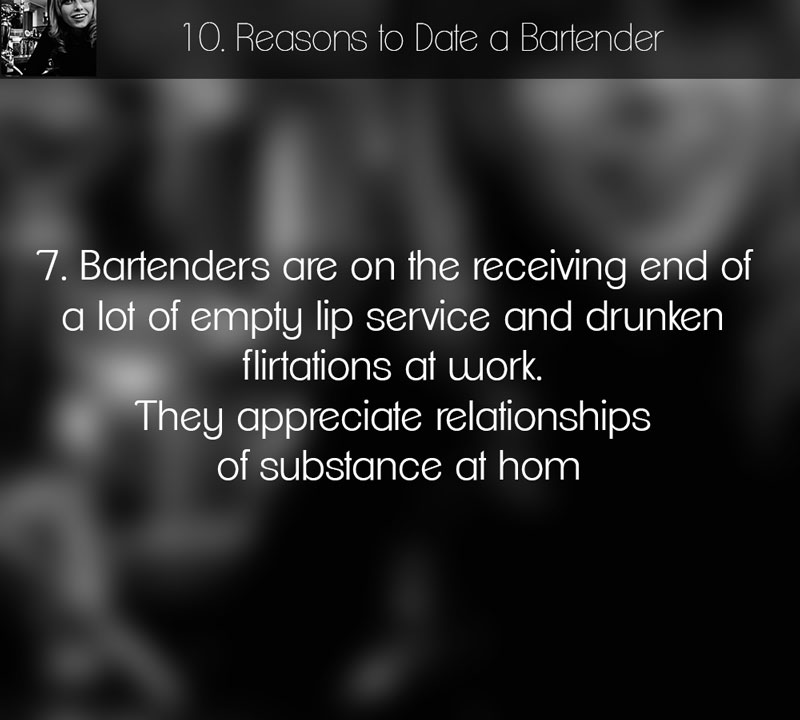 10. Reasons to Date a Bartender
7. Bartenders are on the receiving end of
a lot of empty lip service and drunken
flirtations at work.
They appreciate relationships
of substance at hom